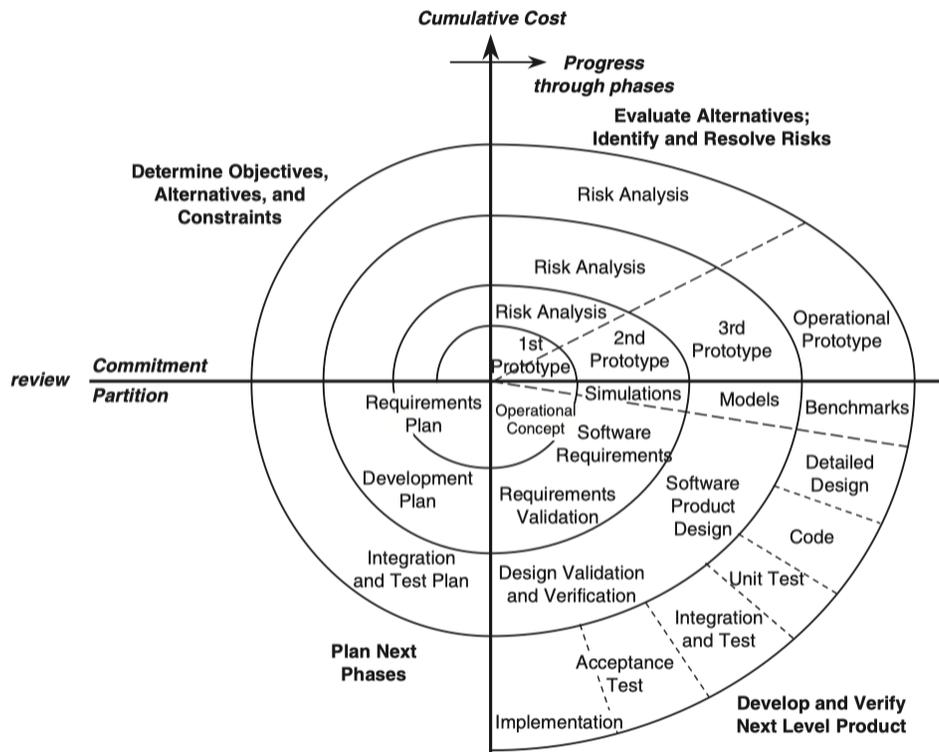 Cumulative Cost
Progress
through phases
Evaluate Alternatives;
Identify and Resolve Risks
Determine Objectives,
Alternatives, and
Constraints
Risk Analysis
Risk Analysis
Risk Analysis
1st
Prototype
2nd
Prototype
3rd
Prototype
Operational
Prototype
review
Commitment
Partition
Requirements
Plan
Operational
Concept
Simulations
Models
Benchmarks
Software
Requirements
Detailed
Design
Development
Plan
Requirements
Validation
Software
Product
Design
Code
Integration
and Test Plan
Design Validation
and Verification
Unit Test
Integration
and Test
Plan Next
Phases
Acceptance
Test
Implementation
Develop and Verify
Next Level Product